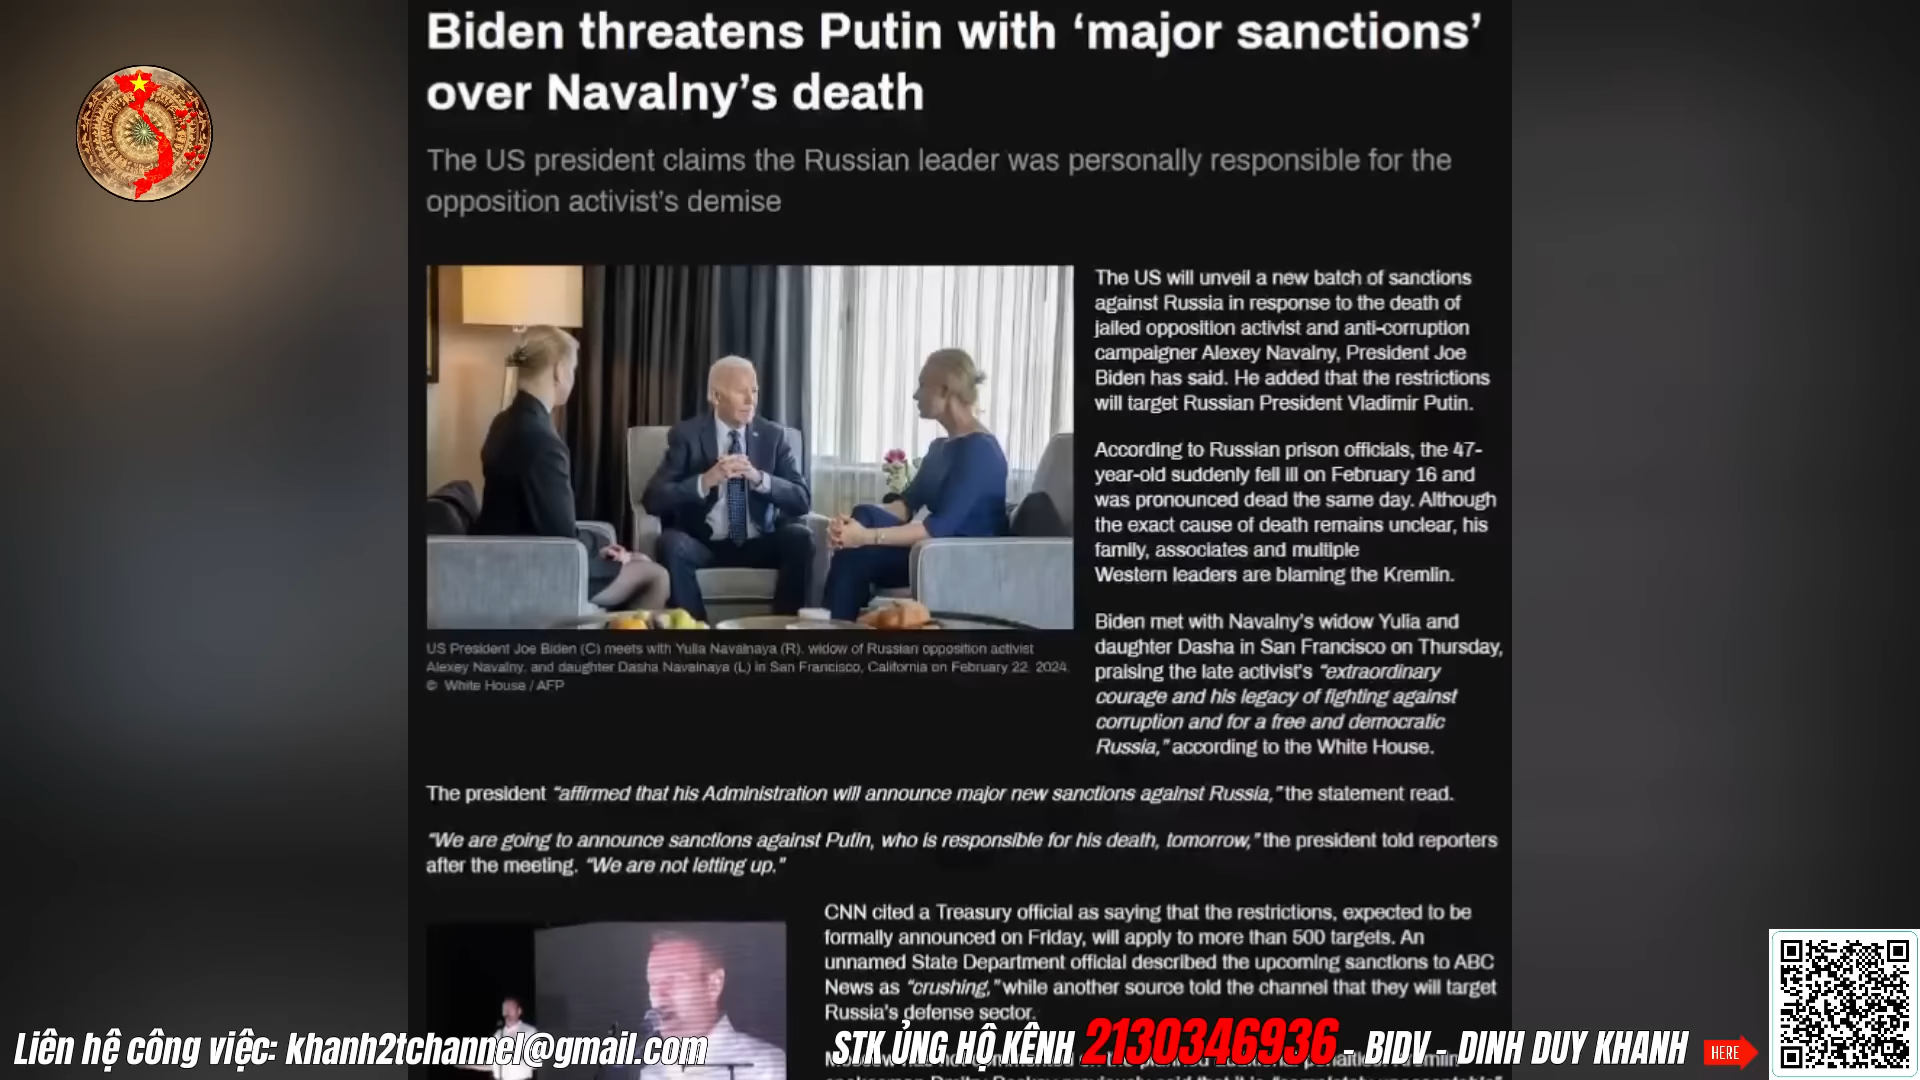 Biden threatens Putin with ‘major sanctions’
over Navalny’s death
The US president claims the Russian leader was personally responsible for the
opposition activist’s demise
US President Joe Biden (C) meets with Yulia Navalnaya (R), widow of Russian opposition activist
Alexey Navalny, and daughter Dasha Navalnaya (L) in San Francisco, California on February 22, 2024.
© White House / AFP
The US will unveil a new batch of sanctions
against Russia in response to the death of
jailed opposition activist and anti-corruption
campaigner Alexey Navalny, President Joe
Biden has said. He added that the restrictions
will target Russian President Vladimir Putin.
According to Russian prison officials, the 47-
year-old suddenly fell ill on February 16 and
was pronounced dead the same day. Although
the exact cause of death remains unclear, his
family, associates and multiple
Western leaders are blaming the Kremlin.
Biden met with Navalny’s widow Yulia and
daughter Dasha in San Francisco on Thursday,
praising the late activist’s “extraordinary
courage and his legacy of fighting against
corruption and for a free and democratic
Russia,” according to the White House.
The president “affirmed that his Administration will announce major new sanctions against Russia,” the statement read.
“We are going to announce sanctions against Putin, who is responsible for his death, tomorrow,” the president told reporters
after the meeting. “We are not letting up.”
CNN cited a Treasury official as saying that the restrictions, expected to be
formally announced on Friday, will apply to more than 500 targets. An
unnamed State Department official described the upcoming sanctions to ABC
News as “crushing,” while another source told the channel that they will target
Russia’s defense sector.
Liên hệ công việc: khanh2tchannel@gmail.com
STK ỦNG HỘ KÊNH 2130346936 - BIDV - DINH DUY KHANH
HERE